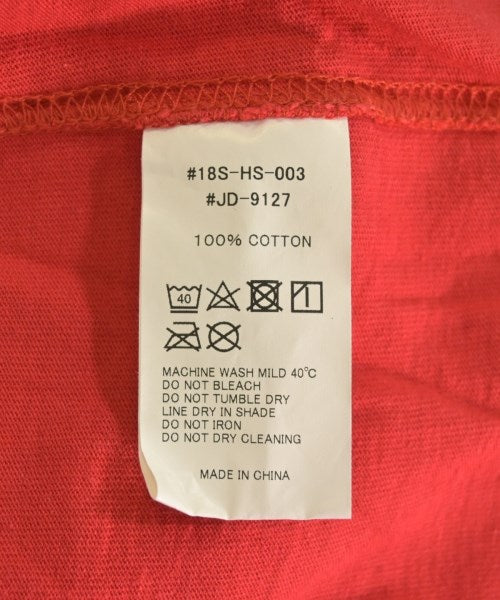 #18S-HS-003
#JD-9127
100% COTTON
40
MACHINE WASH MILD 40℃
DO NOT BLEACH
DO NOT TUMBLE DRY
LINE DRY IN SHADE
DO NOT IRON
DO NOT DRY CLEANING
MADE IN CHINA